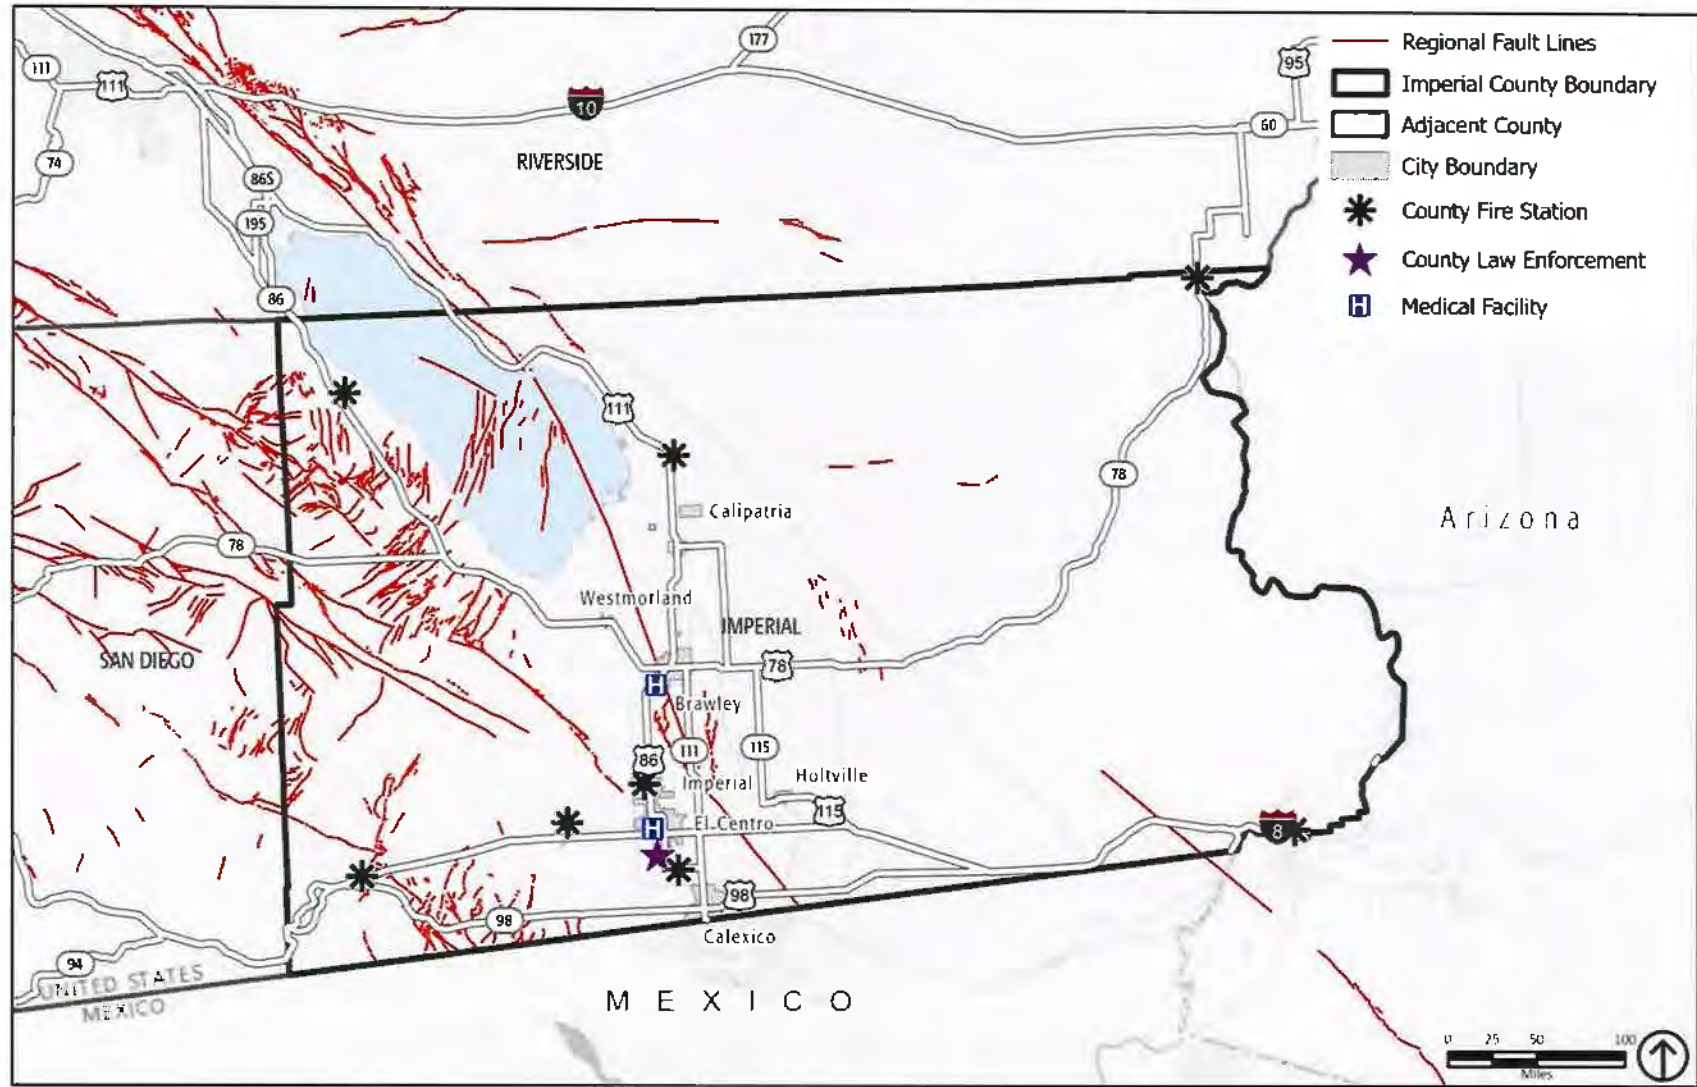 177
95
Regional Fault Lines
111
111
Imperial County Boundary
10
60
Adjacent County
74
RIVERSIDE
City Boundary
86S
195
County Fire Station
County Law Enforcement
86
Medical Facility
111
78
Calipatria
Arizona
78
Westmorland
IMPERIAL
SAN DIEGO
78
H
Brawley
86
111
115
Imperial
Holtville
115
H
El Centro
8
98
98
Calexico
94
UNITED STATES
MEXICO
MEXICO
0 25 50 100
Miles